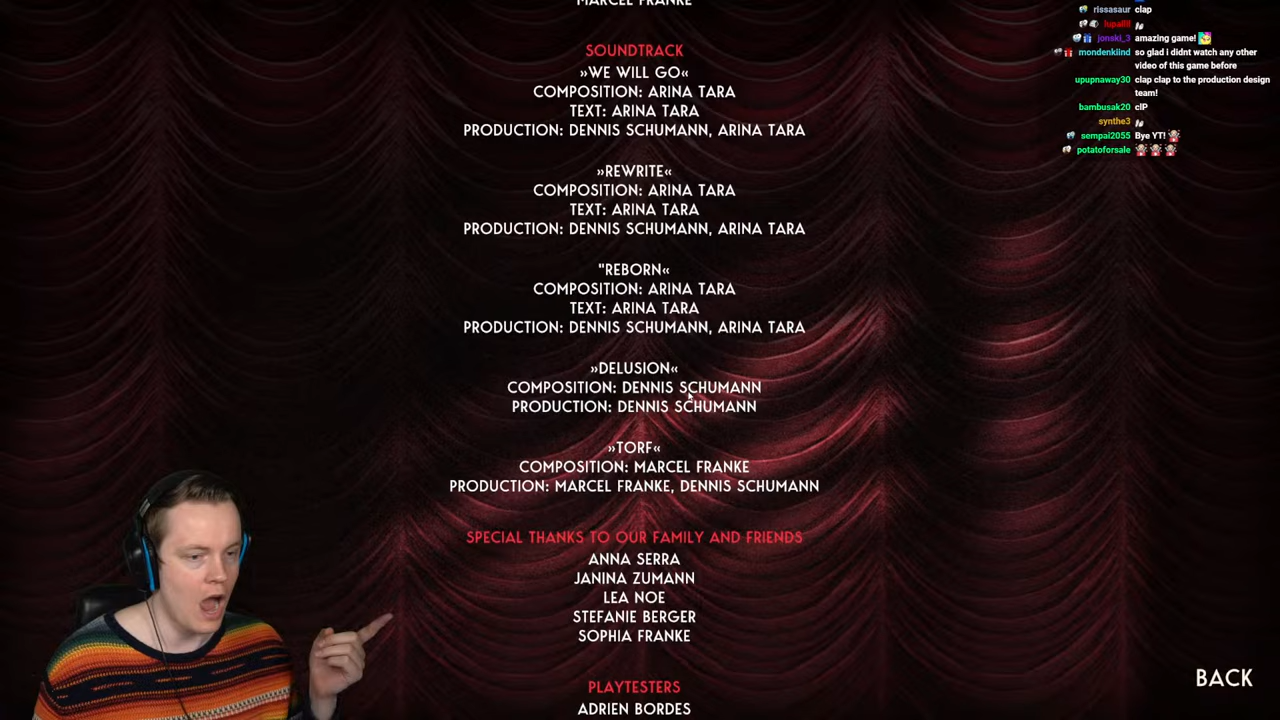 MARCEL FRANKE
SOUNDTRACK
»WE WILL GO«
COMPOSITION: ARINA TARA
TEXT: ARINA TARA
PRODUCTION: DENNIS SCHUMANN, ARINA TARA
»REWRITE«
COMPOSITION: ARINA TARA
TEXT: ARINA TARA
PRODUCTION: DENNIS SCHUMANN, ARINA TARA
"REBORN«
COMPOSITION: ARINA TARA
TEXT: ARINA TARA
PRODUCTION: DENNIS SCHUMANN, ARINA TARA
»DELUSION«
COMPOSITION: DENNIS SCHUMANN
PRODUCTION: DENNIS SCHUMANN
»TORF«
COMPOSITION: MARCEL FRANKE
PRODUCTION: MARCEL FRANKE, DENNIS SCHUMANN
SPECIAL THANKS TO OUR FAMILY AND FRIENDS
ANNA SERRA
JANINA ZUMANN
LEA NOE
STEFANIE BERGER
SOPHIA FRANKE
PLAYTESTERS
ADRIEN BORDES
BACK
rissasaur clap
jonski_3 amazing game!
mondenkiind so glad i didnt watch any other
video of this game before
upupnaway30 clap clap to the production design
team!
bambusak20 clP
synthe3
sempai2055 Bye YT!
potatoforsale